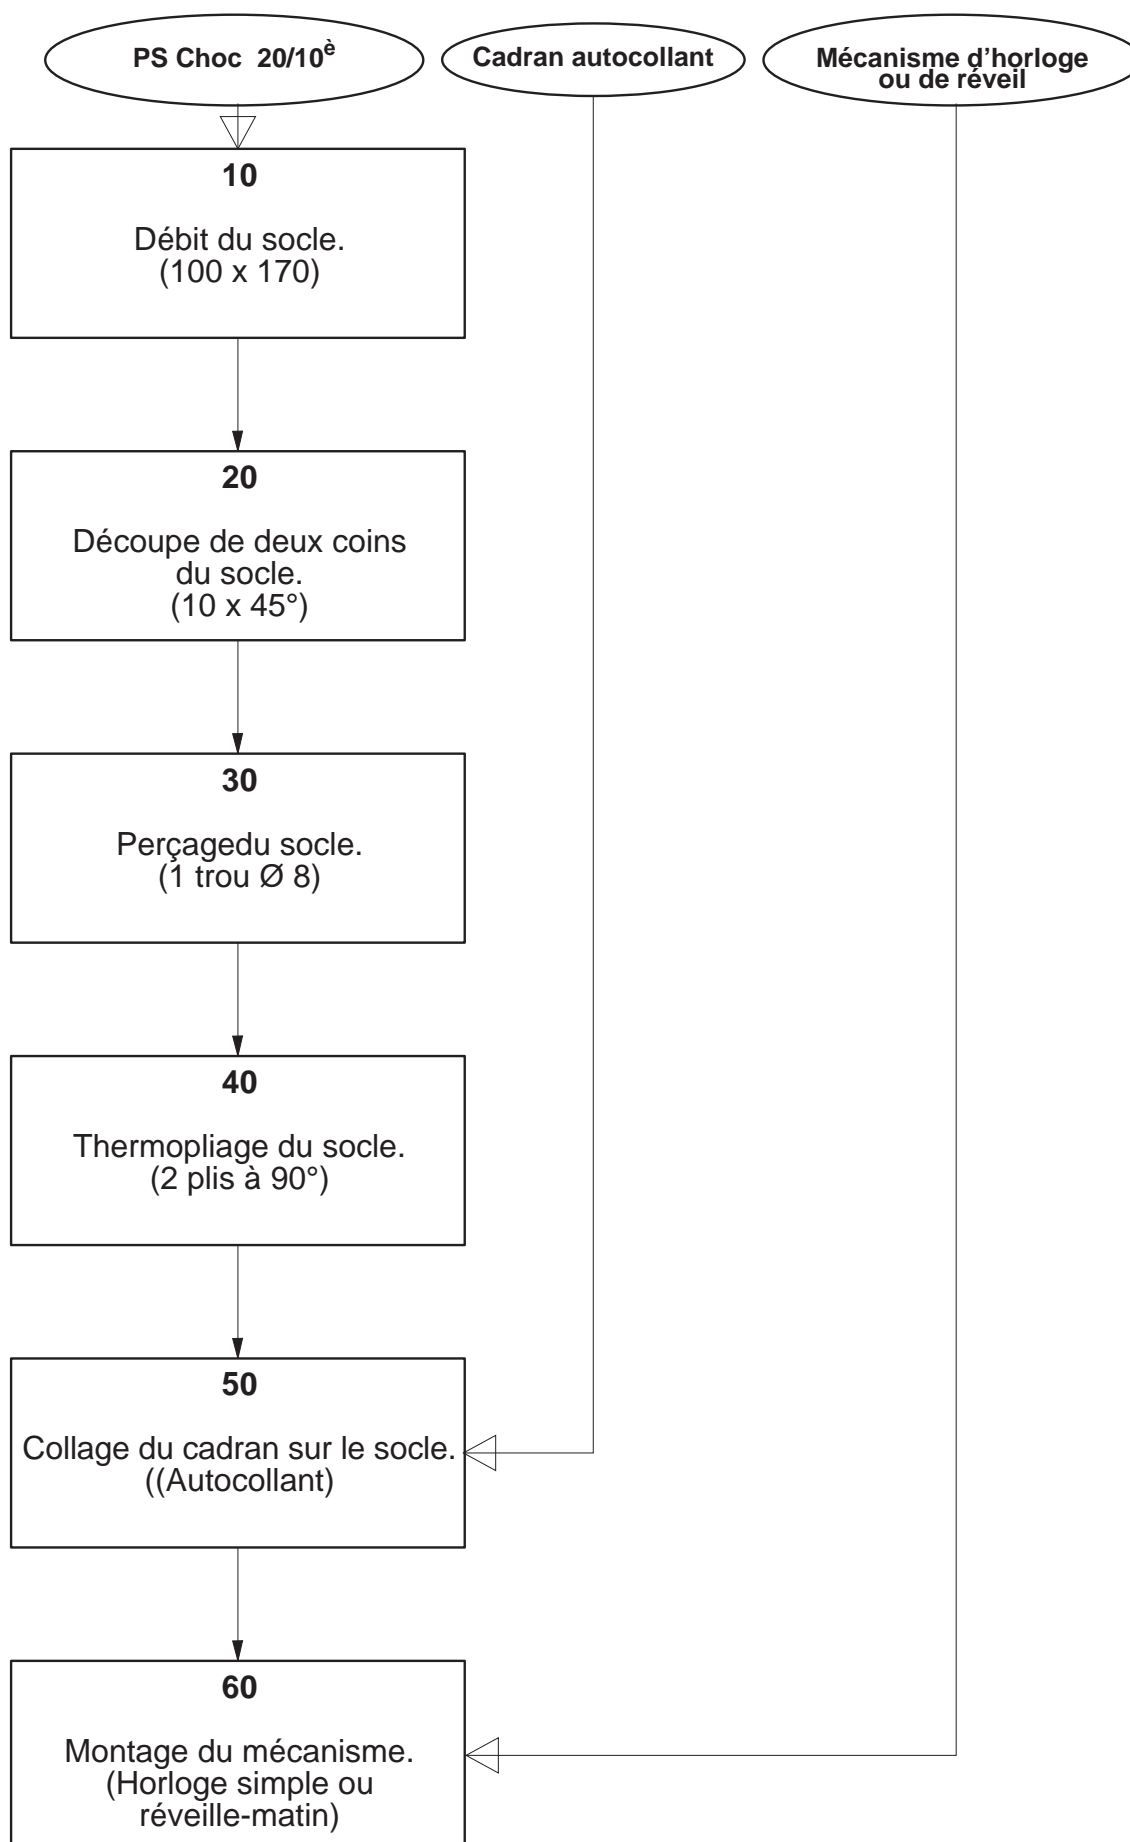 PS Choc 20/10è
Cadran autocollant
Mécanisme d’horloge
ou de réveil
10
Débit du socle.
(100 x 170)
20
Découpe de deux coins
du socle.
(10 x 45°)
30
Perçagedu socle.
(1 trou Ø 8)
40
Thermopliage du socle.
(2 plis à 90°)
50
Collage du cadran sur le socle.
((Autocollant)
60
Montage du mécanisme.
(Horloge simple ou
réveille-matin)